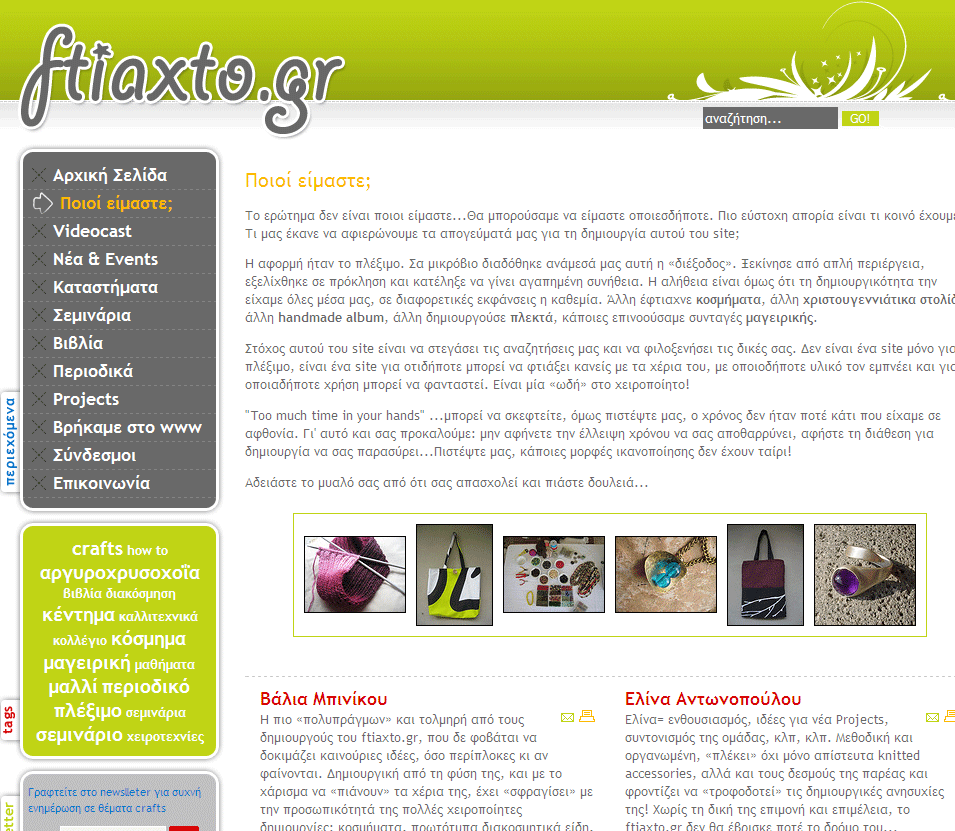 ftiaxto.gr
αναζήτηση...
GO!
Αρχική Σελίδα
Ποιοί είμαστε;
Videocast
Νέα & Events
Καταστήματα
Σεμινάρια
Βιβλία
Περιοδικά
Projects
Βρήκαμε στο www
Σύνδεσμοι
Επικοινωνία
περιεχόμενα
crafts how to
αργυροχρυσοχοΐα
βιβλία διακόσμηση
κέντημα καλλιτεχνικά
κολλέγιο κόσμημα
μαγειρική μαθήματα
μαλλί περιοδικό
πλέξιμο σεμινάρια
σεμινάριο χειροτεχνίες
tags
Γραφτείτε στο newslleter για συχνή
ενημέρωση σε θέματα crafts
etter
Ποιοί είμαστε;
Το ερώτημα δεν είναι ποιοι είμαστε...Θα μπορούσαμε να είμαστε οποιεσδήποτε. Πιο εύστοχη απορία είναι τι κοινό έχουμε
Τι μας έκανε να αφιερώνουμε τα απογεύματά μας για τη δημιουργία αυτού του site;
Η αφορμή ήταν το πλέξιμο. Σα μικρόβιο διαδόθηκε ανάμεσά μας αυτή η «διέξοδος». Ξεκίνησε από απλή περιέργεια,
εξελίχθηκε σε πρόκληση και κατέληξε να γίνει αγαπημένη συνήθεια. Η αλήθεια είναι όμως ότι τη δημιουργικότητα την
είχαμε όλες μέσα μας, σε διαφορετικές εκφάνσεις η καθεμία. Άλλη έφτιαχνε κοσμήματα, άλλη χριστουγεννιάτικα στολίδ
άλλη handmade album, άλλη δημιουργούσε πλεκτά, κάποιες επινοούσαμε συνταγές μαγειρικής.
Στόχος αυτού του site είναι να στεγάσει τις αναζητήσεις μας και να φιλοξενήσει τις δικές σας. Δεν είναι ένα site μόνο για
πλέξιμο, είναι ένα site για οτιδήποτε μπορεί να φτιάξει κανείς με τα χέρια του, με οποιοδήποτε υλικό τον εμπνέει και για
οποιαδήποτε χρήση μπορεί να φανταστεί. Είναι μία «ωδή» στο χειροποίητο!
"Too much time in your hands" ...μπορεί να σκεφτείτε, όμως πιστέψτε μας, ο χρόνος δεν ήταν ποτέ κάτι που είχαμε σε
αφθονία. Γι' αυτό και σας προκαλούμε: μην αφήνετε την έλλειψη χρόνου να σας αποθαρρύνει, αφήστε τη διάθεση για
δημιουργία να σας παρασύρει...Πιστέψτε μας, κάποιες μορφές ικανοποίησης δεν έχουν ταίρι!
Αδειάστε το μυαλό σας από ότι σας απασχολεί και πιάστε δουλειά...
Βάλια Μπινίκου
Η πιο «πολυπράγμων» και τολμηρή από τους
δημιουργούς του ftiaxto.gr, που δε φοβάται να
δοκιμάζει καινούριες ιδέες, όσο περίπλοκες κι αν
φαίνονται. Δημιουργική από τη φύση της, και με το
χάρισμα να «πιάνουν» τα χέρια της, έχει «σφραγίσει» με
την προσωπικότητά της πολλές χειροποίητες
δημιουργίες: κοσμήματα, πρωτότυπα διακοσμητικά είδη,
Ελίνα Αντωνοπούλου
Ελίνα= ενθουσιασμός, ιδέες για νέα Projects,
συντονισμός της ομάδας, κλπ, κλπ. Μεθοδική και
οργανωμένη, «πλέκει» όχι μόνο απίστευτα knitted
accessories, αλλά και τους δεσμούς της παρέας και
φροντίζει να «τροφοδοτεί» τις δημιουργικές ανησυχίες
της! Χωρίς τη δική της επιμονή και επιμέλεια, το
ftiaxto.gr δεν θα έβρισκε ποτέ το δρόμο του...